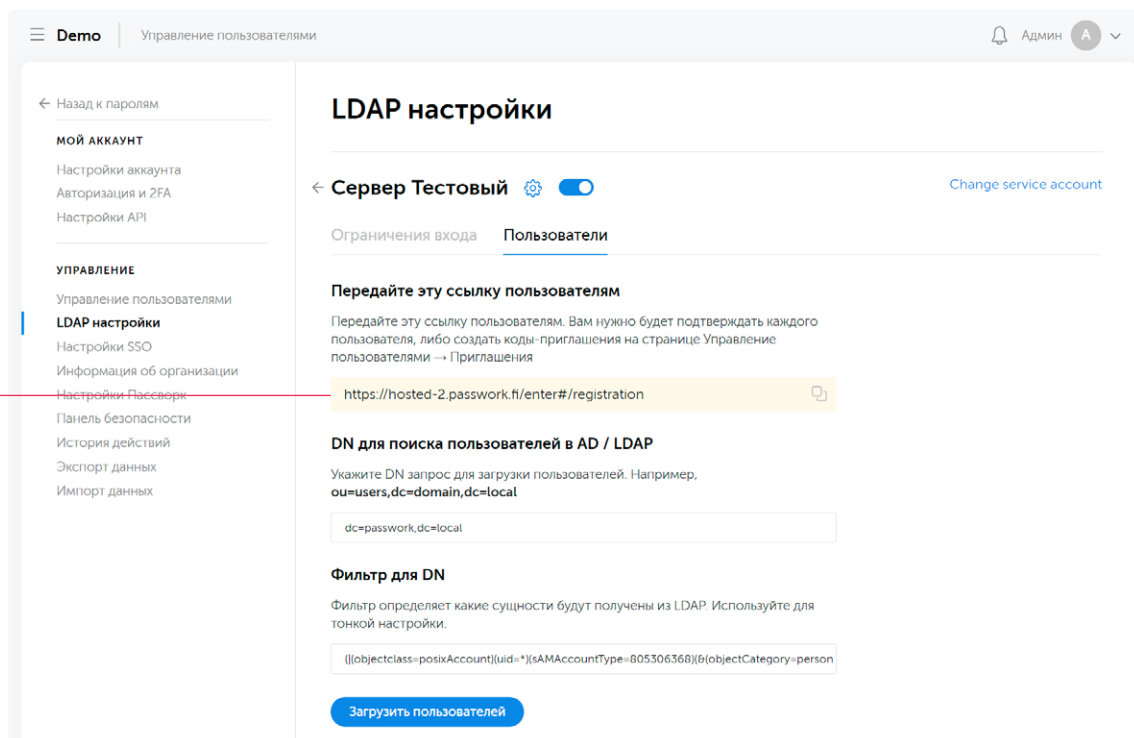 Demo
Управление пользователями
Админ
А
Назад к паролям
МОЙ АККАУНТ
Настройки аккаунта
Авторизация и 2FA
Настройки API
УПРАВЛЕНИЕ
Управление пользователями
LDAP настройки
Настройки SSO
Информация об организации
Настройки Пассворк
Панель безопасности
История действий
Экспорт данных
Импорт данных
LDAP настройки
Сервер Тестовый
Change service account
Ограничения входа
Пользователи
Передайте эту ссылку пользователям
Передайте эту ссылку пользователям. Вам нужно будет подтверждать каждого
пользователя, либо создать коды-приглашения на странице Управление
пользователями → Приглашения
https://hosted-2.passwork.fi/enter#/registration
DN для поиска пользователей в AD / LDAP
Укажите DN запрос для загрузки пользователей. Например,
ou=users,dc=domain,dc=local
dc=passwork,dc=local
Фильтр для DN
Фильтр определяет какие сущности будут получены из LDAP. Используйте для
тонкой настройки.
(|(objectclass=posixAccount)(uid=*)(sAMAccountType=805306368)(&(objectCategory=person
Загрузить пользователей